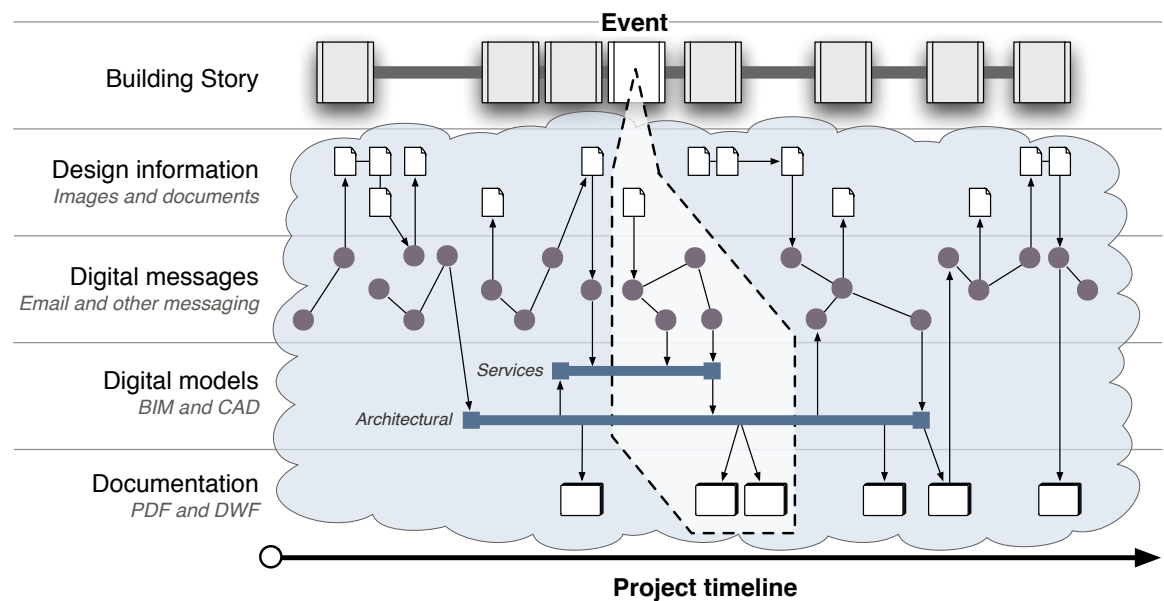 Event
Building Story
Design information
Images and documents
Digital messages
Email and other messaging
Services
Digital models
BIM and CAD
Architectural
Documentation
PDF and DWF
Project timeline